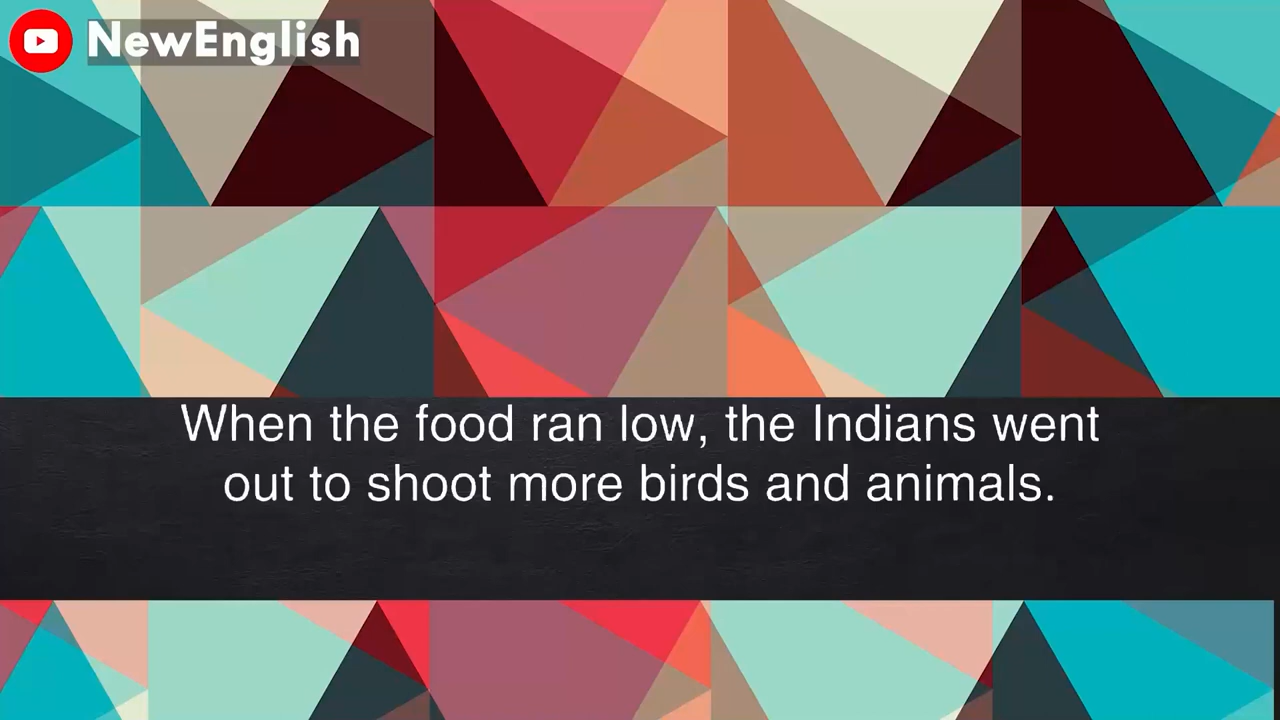 NewEnglish
When the food ran low, the Indians went
out to shoot more birds and animals.